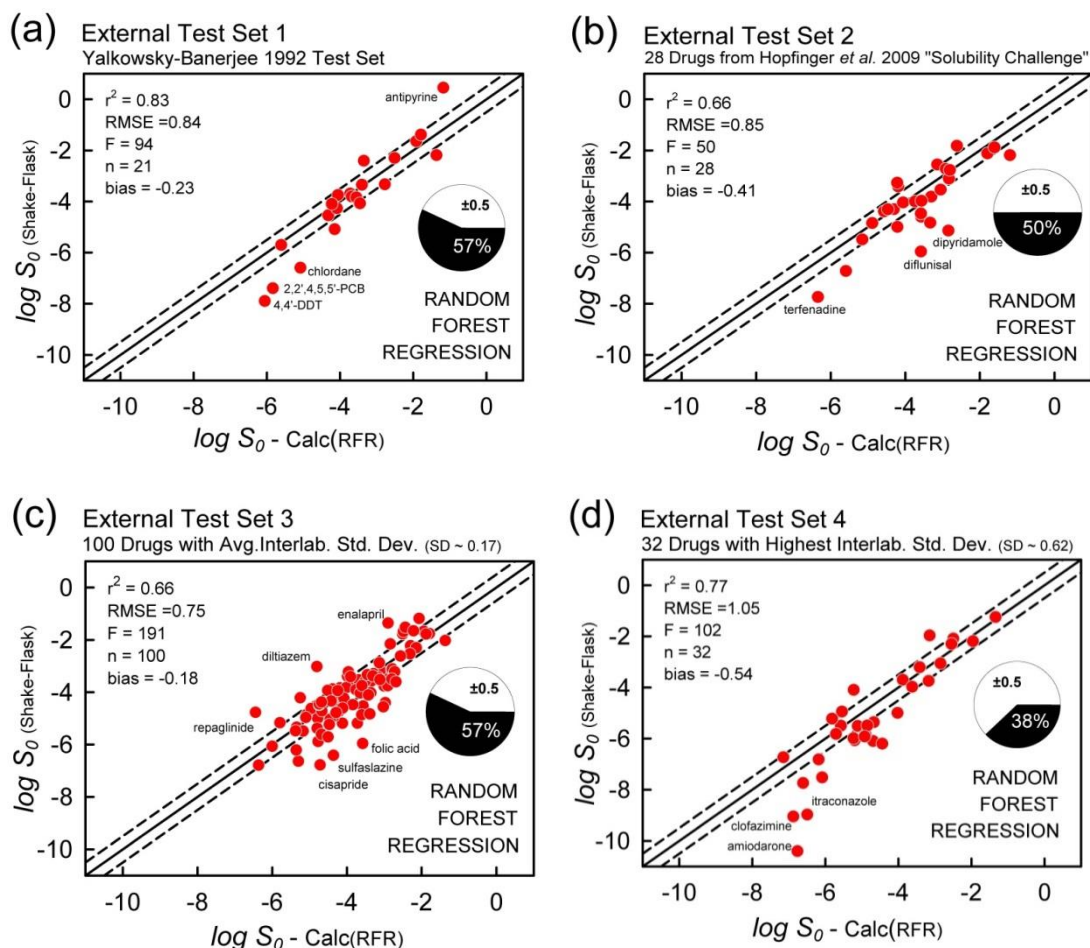 (a) External Test Set 1
Yalkowsky-Banerjee 1992 Test Set
r² = 0.83
RMSE =0.84
F = 94
n = 21
bias = -0.23
antipyrine
chlordane
2,2',4,5,5'-PCB
4,4'-DDT
±0.5
57%
RANDOM
FOREST
REGRESSION
log S₀ (Shake-Flask)
0
-2
-4
-6
-8
-10
-10 -8 -6 -4 -2 0
log S₀ - Calc(RFR)
(b) External Test Set 2
28 Drugs from Hopfinger et al. 2009 "Solubility Challenge"
r² = 0.66
RMSE =0.85
F = 50
n = 28
bias = -0.41
dipyridamole
diflunisal
terfenadine
±0.5
50%
RANDOM
FOREST
REGRESSION
log S₀ (Shake-Flask)
0
-2
-4
-6
-8
-10
-10 -8 -6 -4 -2 0
log S₀ - Calc(RFR)
(c) External Test Set 3
100 Drugs with Avg.Interlab. Std. Dev. (SD ~ 0.17)
r² = 0.66
RMSE =0.75
F = 191
n = 100
bias = -0.18
enalapril
diltiazem
repaglinide
folic acid
sulfaslazine
cisapride
±0.5
57%
RANDOM
FOREST
REGRESSION
log S₀ (Shake-Flask)
0
-2
-4
-6
-8
-10
-10 -8 -6 -4 -2 0
log S₀ - Calc(RFR)
(d) External Test Set 4
32 Drugs with Highest Interlab. Std. Dev. (SD ~ 0.62)
r² = 0.77
RMSE =1.05
F = 102
n = 32
bias = -0.54
itraconazole
clofazimine
amiodarone
±0.5
38%
RANDOM
FOREST
REGRESSION
log S₀ (Shake-Flask)
0
-2
-4
-6
-8
-10
-10 -8 -6 -4 -2 0
log S₀ - Calc(RFR)